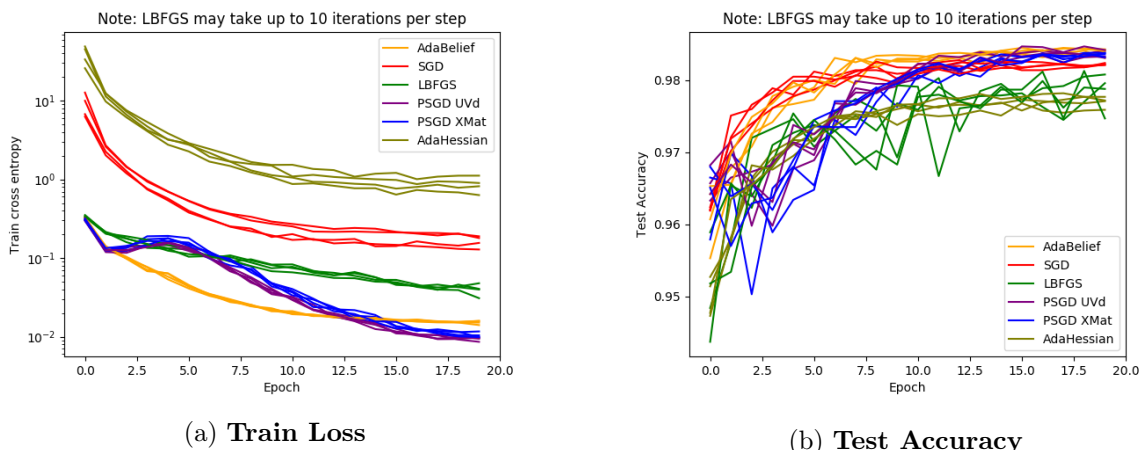 Note: LBFGS may take up to 10 iterations per step
Train cross entropy
10^1
10^0
10^-1
10^-2
AdaBelief
SGD
LBFGS
PSGD UVd
PSGD XMat
AdaHessian
0.0 2.5 5.0 7.5 10.0 12.5 15.0 17.5 20.0
Epoch
(a) Train Loss
Note: LBFGS may take up to 10 iterations per step
Test Accuracy
0.98
0.97
0.96
0.95
AdaBelief
SGD
LBFGS
PSGD UVd
PSGD XMat
AdaHessian
0.0 2.5 5.0 7.5 10.0 12.5 15.0 17.5 20.0
Epoch
(b) Test Accuracy